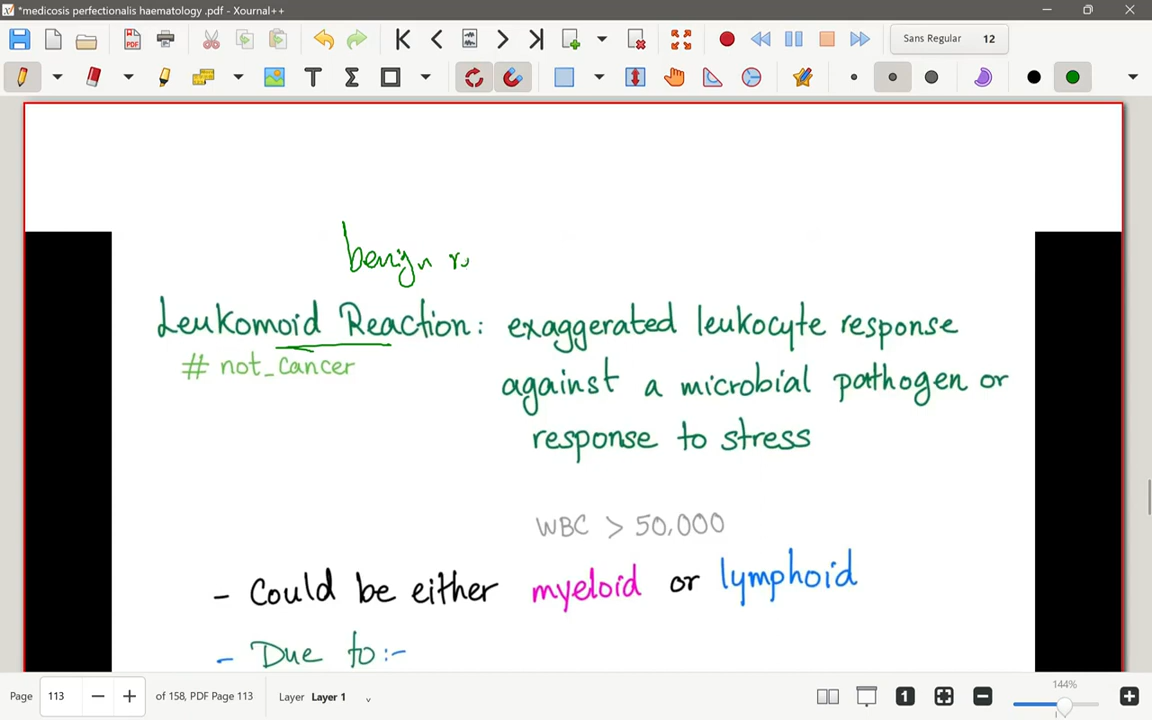 *medicosis perfectionalis haematology .pdf - Xournal++
PDF
T Σ
Sans Regular 12
benign
Leukomoid Reaction: exaggerated leukocyte response
# not_cancer
against a microbial pathogen or
response to stress
WBC > 50,000
- Could be either myeloid or lymphoid
- Due to:-
Page 113 of 158, PDF Page 113 Layer Layer 1 1 144%